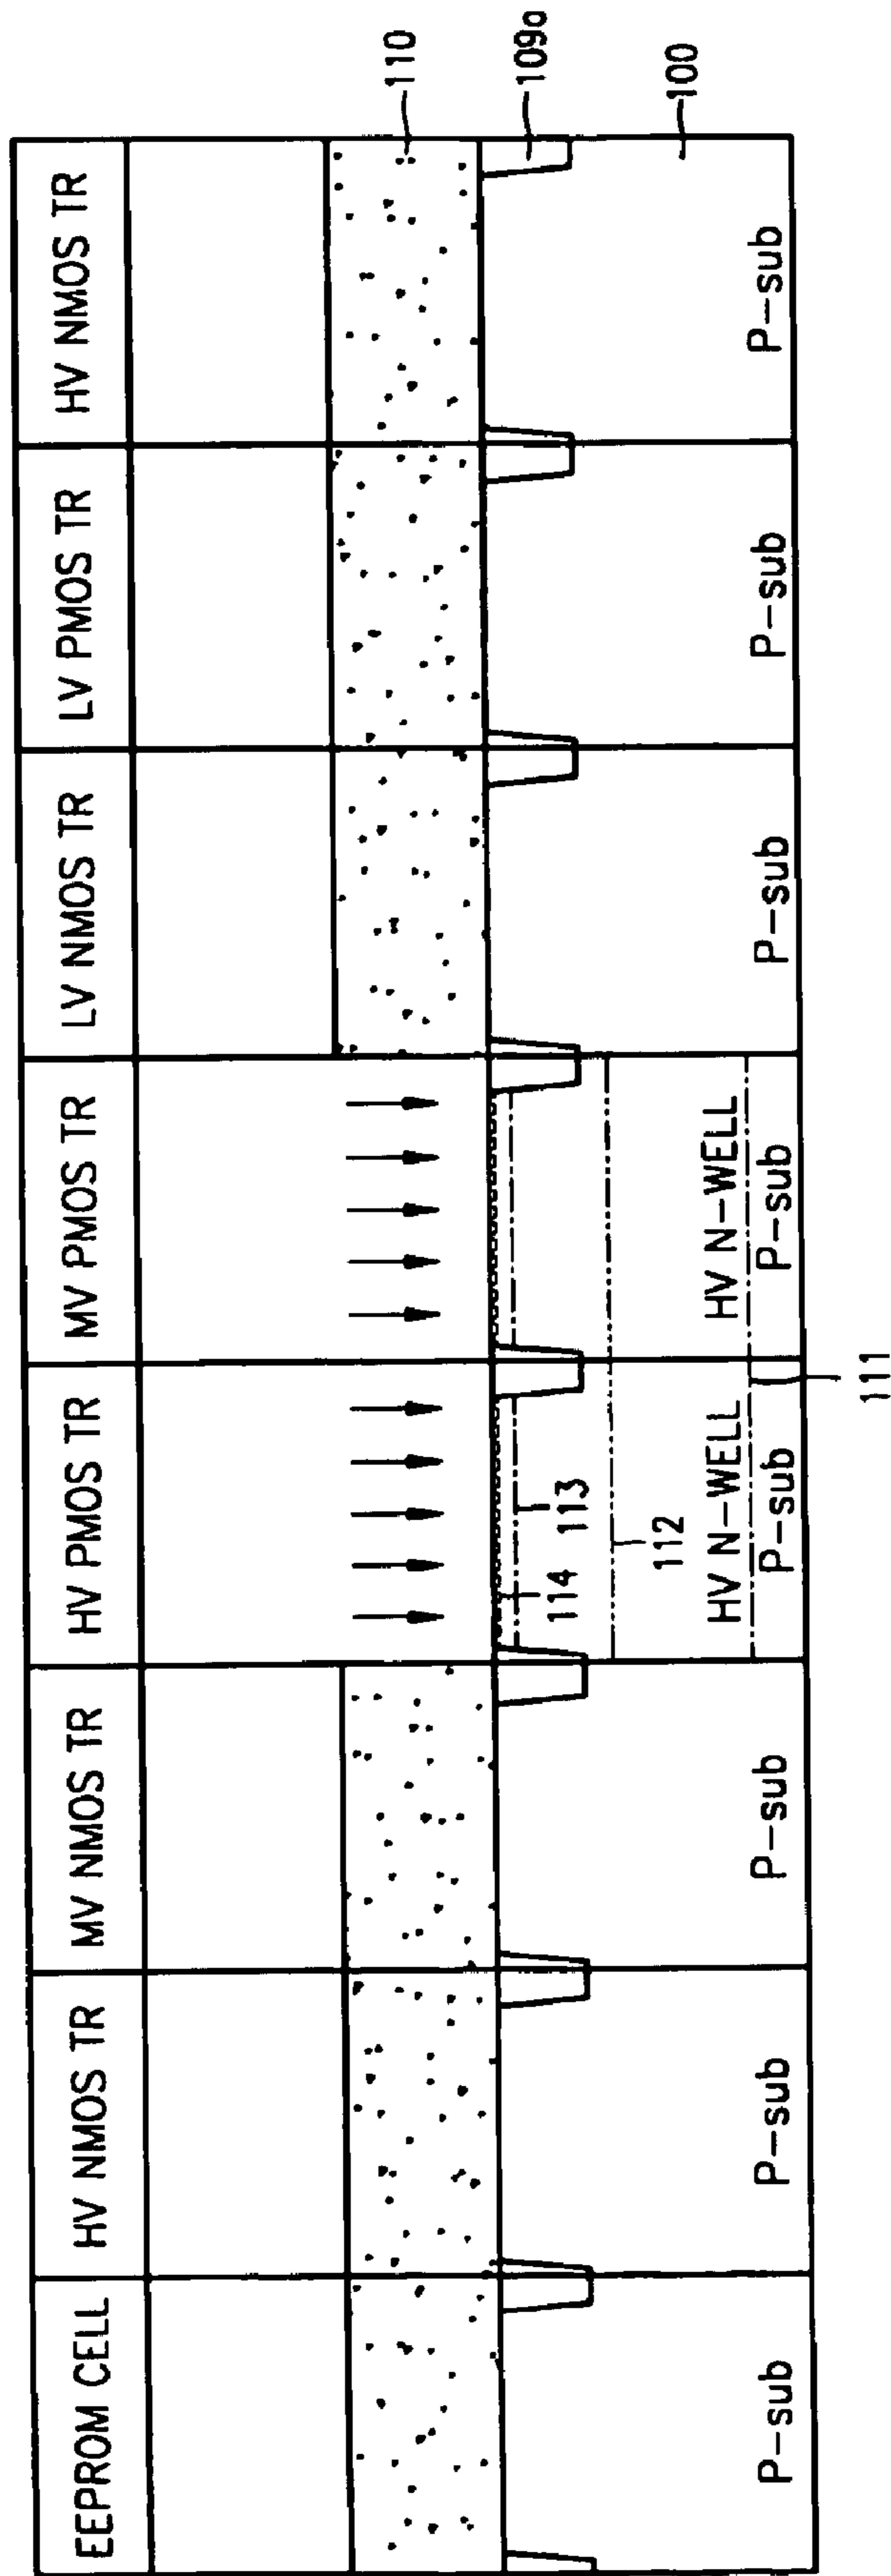 EEPROM CELL
HV NMOS TR
MV NMOS TR
HV PMOS TR
MV PMOS TR
LV NMOS TR
LV PMOS TR
HV NMOS TR
110
109a
100
114
113
112
HV N-WELL
HV N-WELL
P-sub
P-sub
P-sub
P-sub
P-sub
P-sub
P-sub
P-sub
111